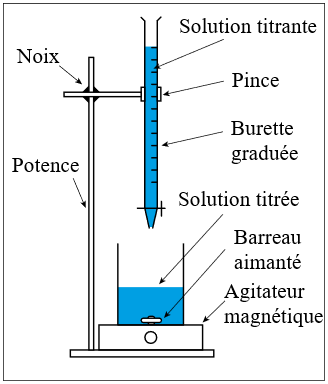 Solution titrante
Noix
Pince
Burette
graduée
Potence
Solution titrée
Barreau
aimanté
Agitateur
magnétique